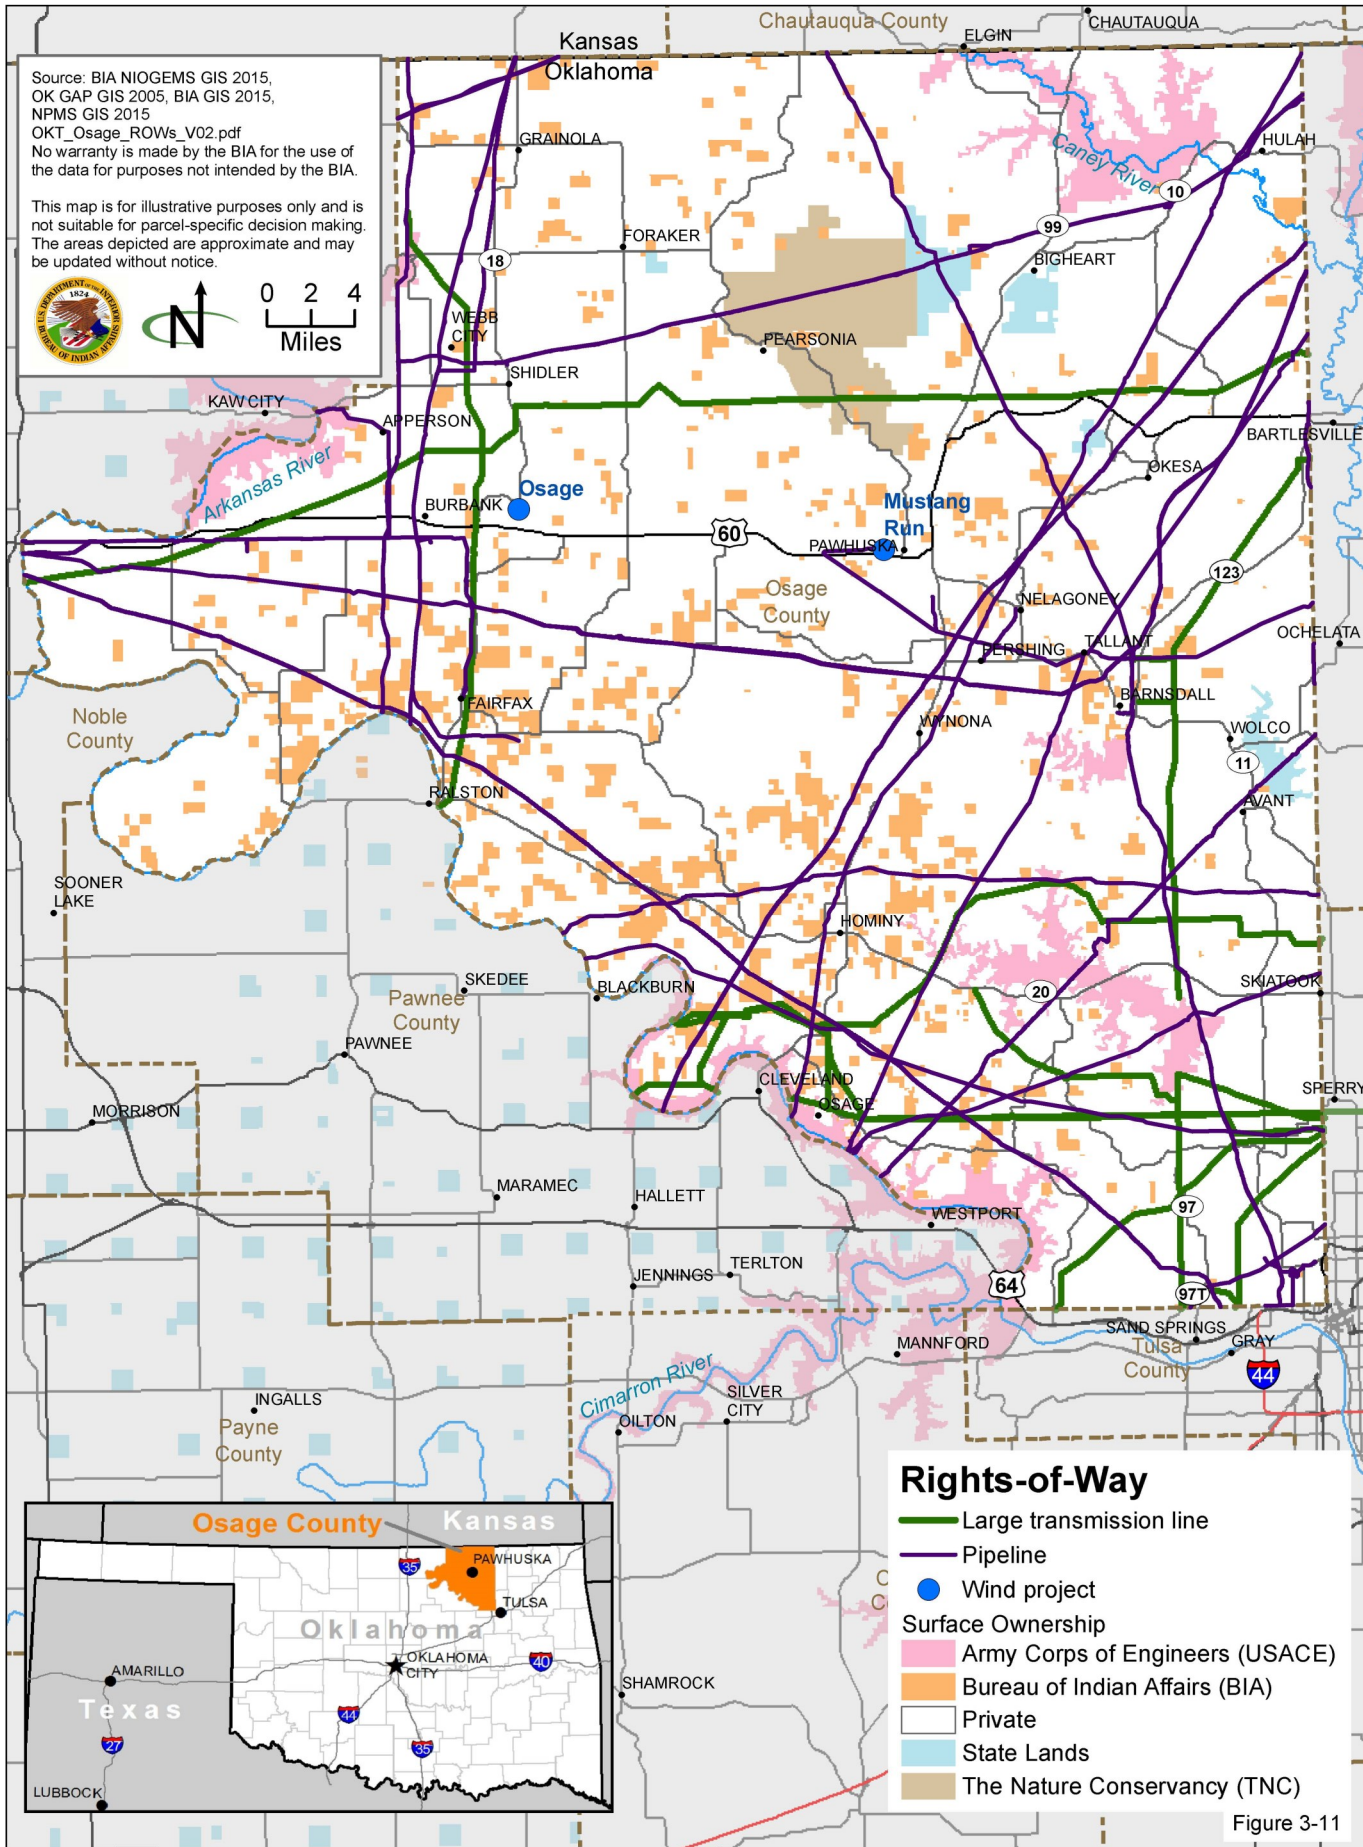 Chautauqua County
CHAUTAUQUA
ELGIN
Kansas
Oklahoma
Source: BIA NIOGEMS GIS 2015,
OK GAP GIS 2005, BIA GIS 2015,
NPMS GIS 2015
OKT_Osage_ROWs_V02.pdf
No warranty is made by the BIA for the use of
the data for purposes not intended by the BIA.
This map is for illustrative purposes only and is
not suitable for parcel-specific decision making.
The areas depicted are approximate and may
be updated without notice.
U.S. DEPARTMENT OF THE INTERIOR
1824
BUREAU OF INDIAN AFFAIRS
N
0 2 4
Miles
GRAINOLA
HULAH
Caney River
10
99
FORAKER
18
BIGHEART
WEBB
CITY
PEARSONIA
SHIDLER
KAW CITY
APPERSON
BARTLESVILLE
Arkansas River
OKESA
Osage
BURBANK
Mustang
Run
60
PAWHUSKA
123
Osage
County
NELAGONEY
OCHELATA
TALLANT
PERSHING
BARNSDALL
FAIRFAX
Noble
County
WYNONA
WOLCO
11
RALSTON
AVANT
SOONER
LAKE
HOMINY
SKEDEE
BLACKBURN
SKIATOOK
20
Pawnee
County
PAWNEE
CLEVELAND
SPERRY
OSAGE
MORRISON
MARAMEC
HALLETT
97
WESTPORT
TERLTON
JENNINGS
64
97T
SAND SPRINGS
GRAY
MANNFORD
Tulsa
County
44
Cimarron River
SILVER
CITY
INGALLS
OILTON
Payne
County
SHAMROCK
C
C
Rights-of-Way
Large transmission line
Pipeline
Wind project
Surface Ownership
Army Corps of Engineers (USACE)
Bureau of Indian Affairs (BIA)
Private
State Lands
The Nature Conservancy (TNC)
Figure 3-11
Osage County
Kansas
35
PAWHUSKA
TULSA
Oklahoma
OKLAHOMA
CITY
40
AMARILLO
Texas
44
35
27
LUBBOCK